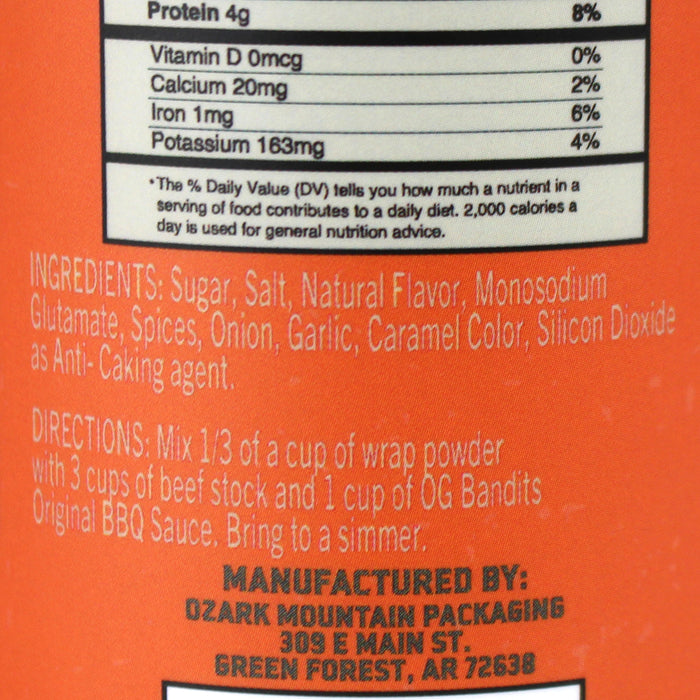 Protein 4g 8%
Vitamin D 0mcg 0%
Calcium 20mg 2%
Iron 1mg 6%
Potassium 163mg 4%
*The % Daily Value (DV) tells you how much a nutrient in a
serving of food contributes to a daily diet. 2,000 calories a
day is used for general nutrition advice.
INGREDIENTS: Sugar, Salt, Natural Flavor, Monosodium
Glutamate, Spices, Onion, Garlic, Caramel Color, Silicon Dioxide
as Anti- Caking agent.
DIRECTIONS: Mix 1/3 of a cup of wrap powder
with 3 cups of beef stock and 1 cup of OG Bandits
Original BBQ Sauce. Bring to a simmer.
MANUFACTURED BY:
OZARK MOUNTAIN PACKAGING
309 E MAIN ST.
GREEN FOREST, AR 72638